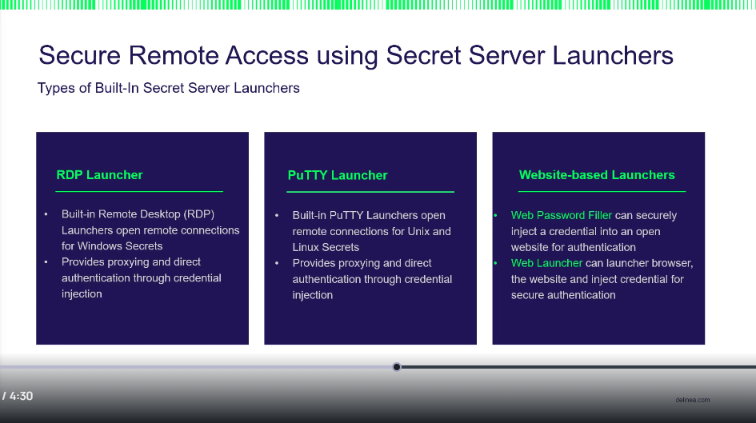 Secure Remote Access using Secret Server Launchers
Types of Built-In Secret Server Launchers
RDP Launcher
• Built-in Remote Desktop (RDP)
Launchers open remote connections
for Windows Secrets
• Provides proxying and direct
authentication through credential
injection
PuTTY Launcher
• Built-in PuTTY Launchers open
remote connections for Unix and
Linux Secrets
• Provides proxying and direct
authentication through credential
injection
Website-based Launchers
• Web Password Filler can securely
inject a credential into an open
website for authentication
• Web Launcher can launcher browser,
the website and inject credential for
secure authentication
/ 4:30
delinea.com